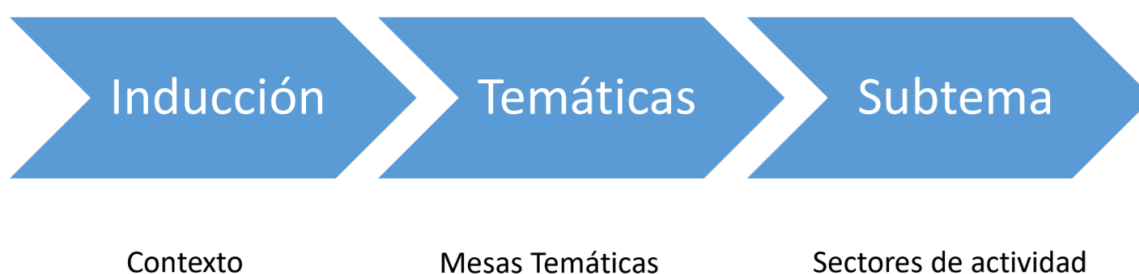 Inducción
Temáticas
Subtema
Contexto
Mesas Temáticas
Sectores de actividad